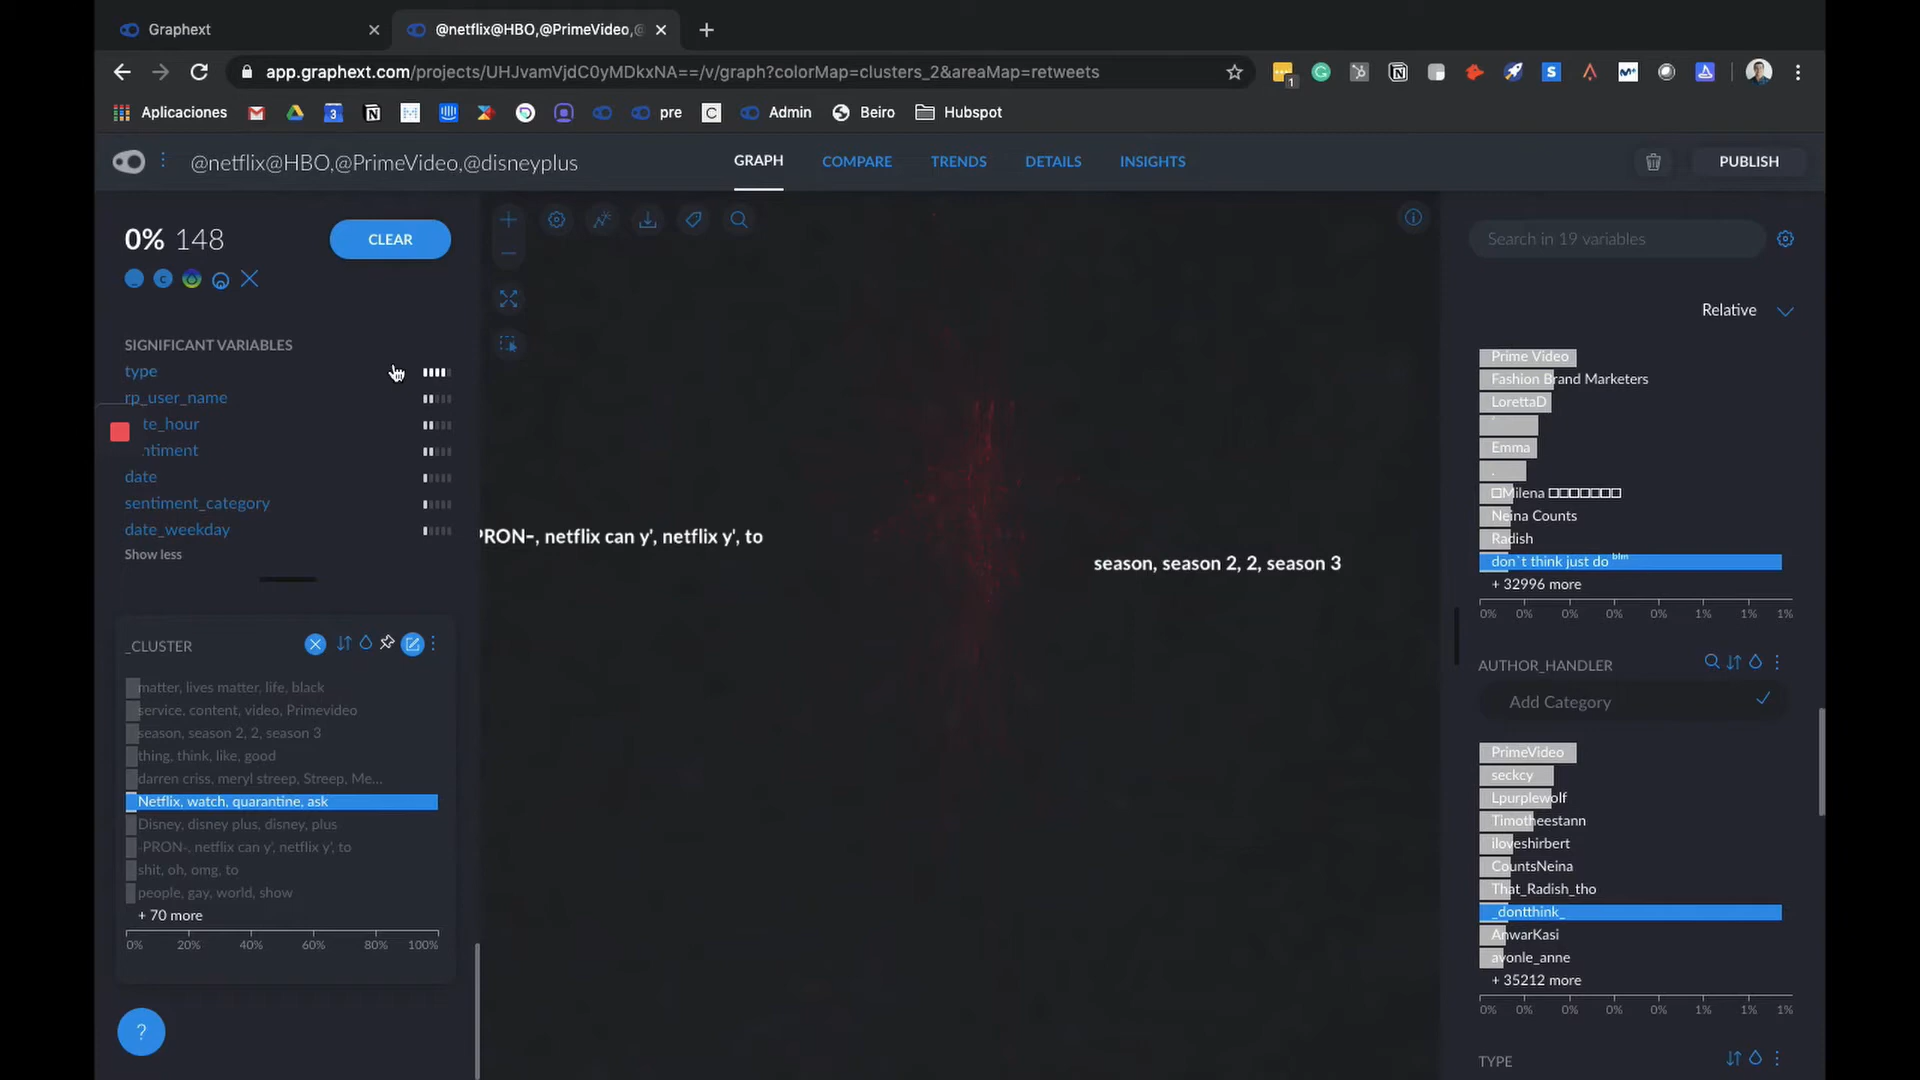 Graphext
@netflix@HBO,@PrimeVideo,@
app.graphext.com/projects/UHJvamVjdC0yMDkxNA==/v/graph?colorMap=clusters_2&areaMap=retweets
1
Aplicaciones
3
pre
C
Admin
Beiro
Hubspot
@netflix@HBO,@PrimeVideo,@disneyplus
GRAPH
COMPARE
TRENDS
DETAILS
INSIGHTS
PUBLISH
0% 148
CLEAR
SIGNIFICANT VARIABLES
type
rp_user_name
te_hour
ntiment
date
sentiment_category
date_weekday
Show less
_CLUSTER
matter, lives matter, life, black
service, content, video, Primevideo
season, season 2, 2, season 3
thing, think, like, good
darren criss, meryl streep, Streep, Me...
Netflix, watch, quarantine, ask
Disney, disney plus, disney, plus
-PRON-, netflix can y', netflix y', to
shit, oh, omg, to
people, gay, world, show
+ 70 more
0% 20% 40% 60% 80% 100%
?
PRON-, netflix can y', netflix y', to
season, season 2, 2, season 3
Search in 19 variables
Relative
Prime Video
Fashion Brand Marketers
LorettaD
Emma
.
Milena
Neina Counts
Radish
don`t think just do blm
+ 32996 more
0% 0% 0% 0% 0% 1% 1% 1%
AUTHOR_HANDLER
Add Category
PrimeVideo
seckcy
Lpurplewolf
Timotheestann
iloveshirbert
CountsNeina
That_Radish_tho
_dontthink_
AnwarKasi
avonle_anne
+ 35212 more
0% 0% 0% 0% 0% 1% 1% 1%
TYPE